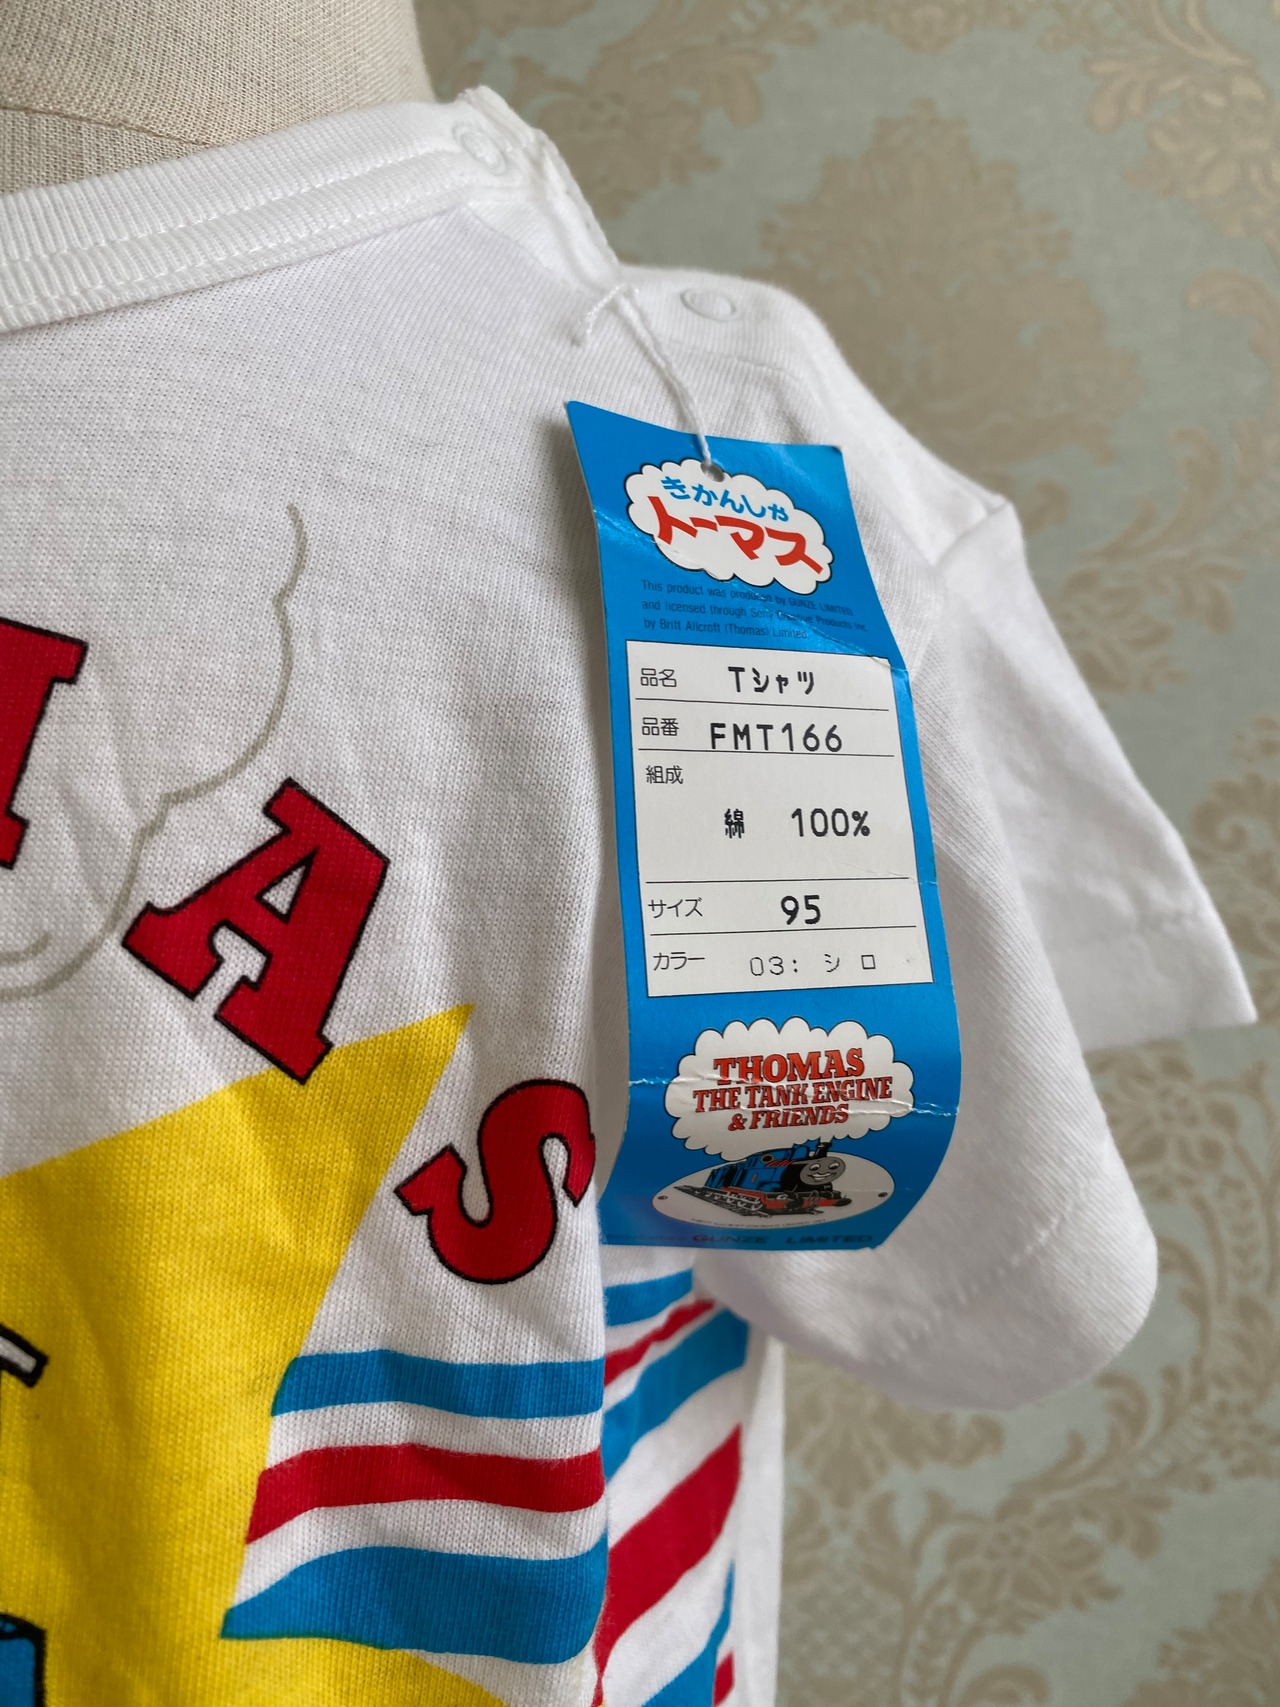 きかんしゃ
トーマス
This product was produced by GUNZE LIMITED
and licensed through Sony Creative Products Inc.
by Britt Allcroft (Thomas) Limited.
品名 Tシャツ
品番 FMT166
組成
綿 100%
サイズ 95
カラー 03: シロ
THOMAS
THE TANK ENGINE
& FRIENDS
GUNZE LIMITED
A
S